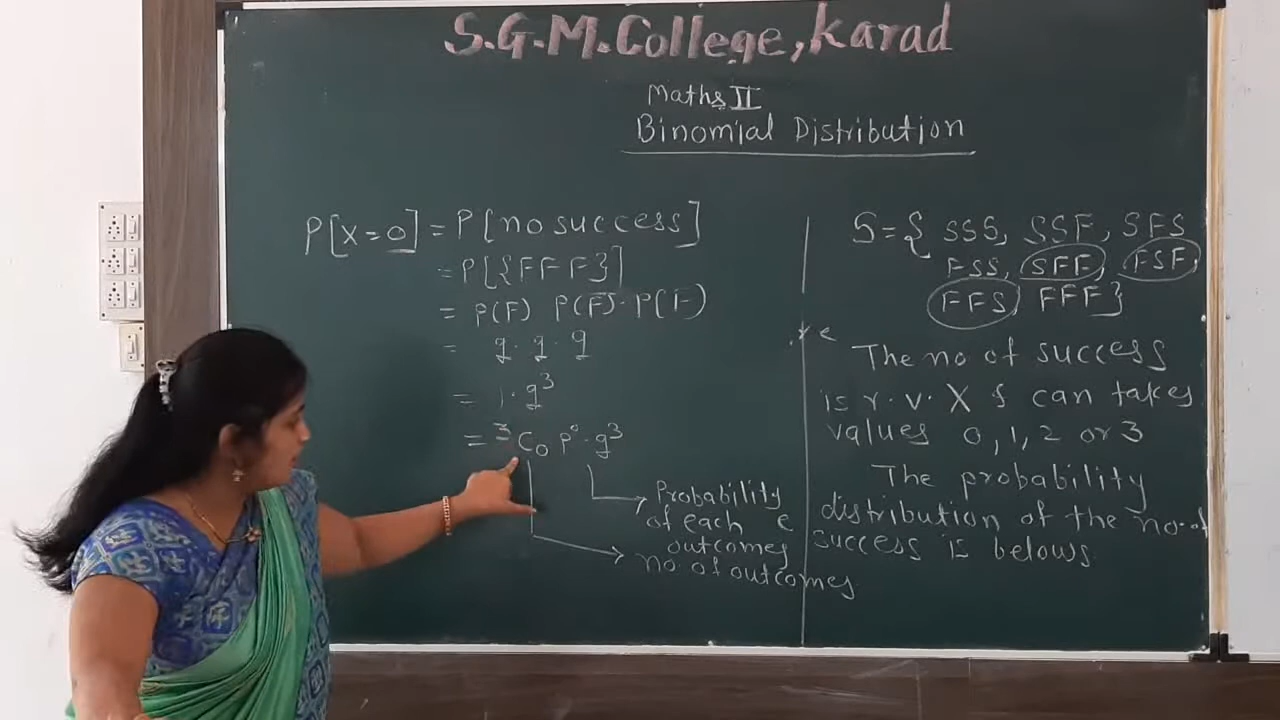 S.G.M. College, Karad
Maths II
Binomial Distribution
P[X=0] = P[no success]
= P[{FFF}]
= P(F) P(F)· P(F)
= q · q · q
= 1 · q³
= ³C₀ p⁰ · q³
Probability
of each
outcomes
no. of outcomes
S={ SSS, SSF, SFS
FSS, SFF, FSF,
FFS, FFF}
The no of success
is r.v. X & can takes
values 0, 1, 2 or 3
The probability
distribution of the no. of
success is belows